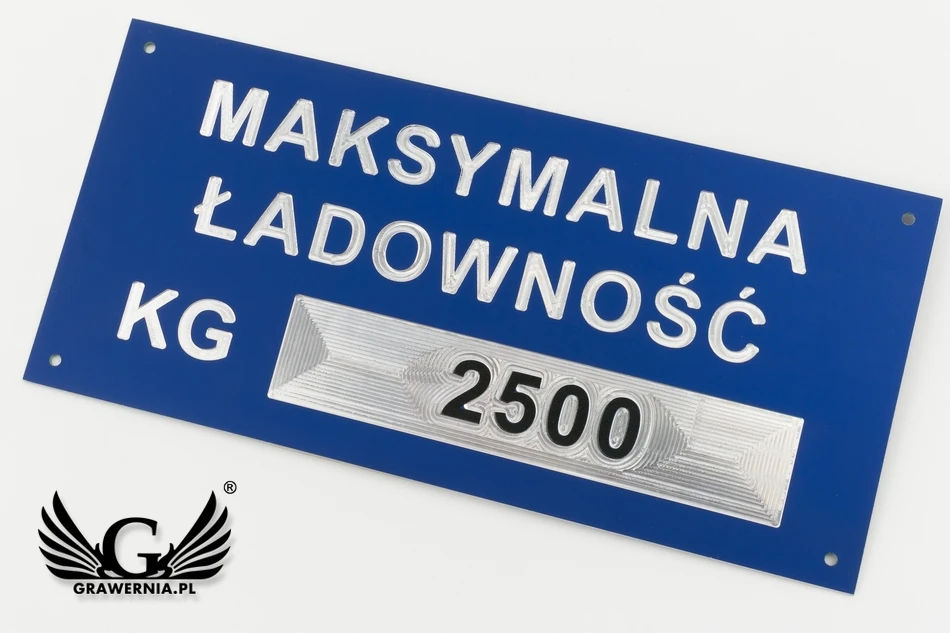 MAKSYMALNA
ŁADOWNOŚĆ
KG 2500
G ®
GRAWERNIA.PL